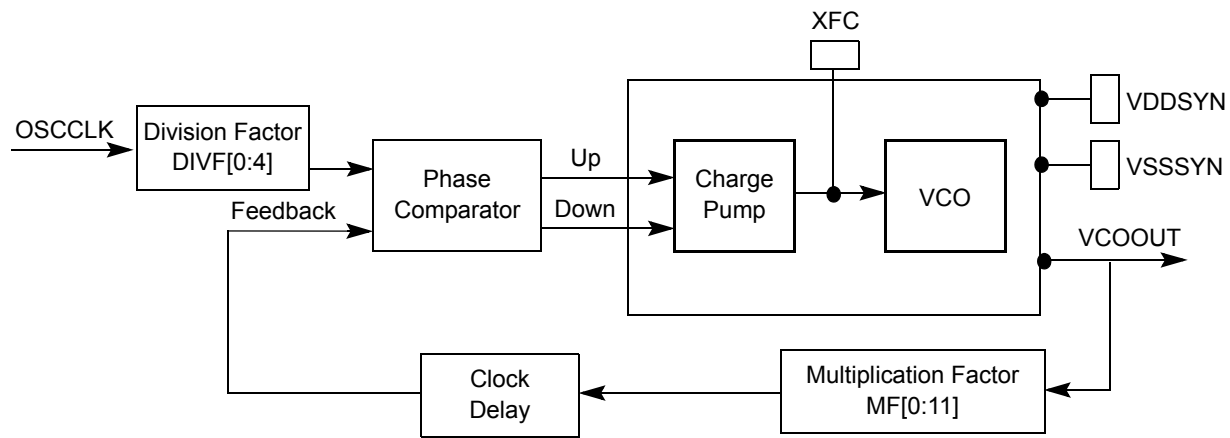 XFC
VDDSYN
OSCCLK
Division Factor
DIVF[0:4]
Phase
Comparator
Up
Down
Charge
Pump
VCO
VSSSYN
Feedback
VCOOUT
Clock
Delay
Multiplication Factor
MF[0:11]